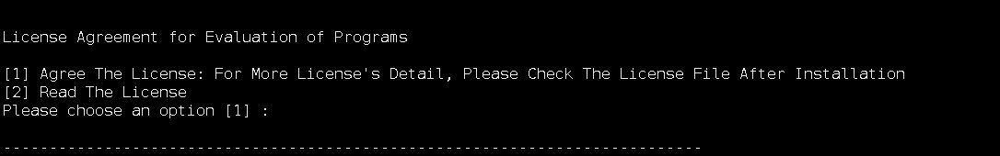 License Agreement for Evaluation of Programs
[1] Agree The License: For More License's Detail, Please Check The License File After Installation
[2] Read The License
Please choose an option [1] :
----------------------------------------------------------------------------